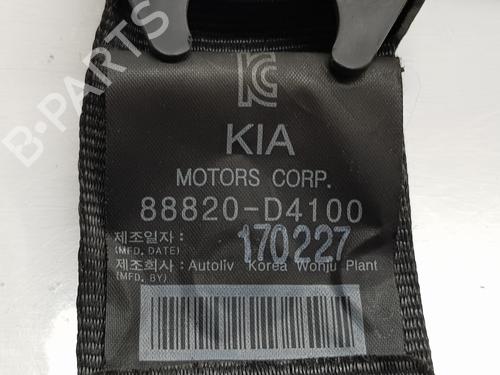 B-PARTS
KC
KIA
MOTORS CORP.
88820-D4100
제조일자 : 170227
(MFD. DATE)
제조회사 : Autoliv Korea Wonju Plant
(MFD. BY)